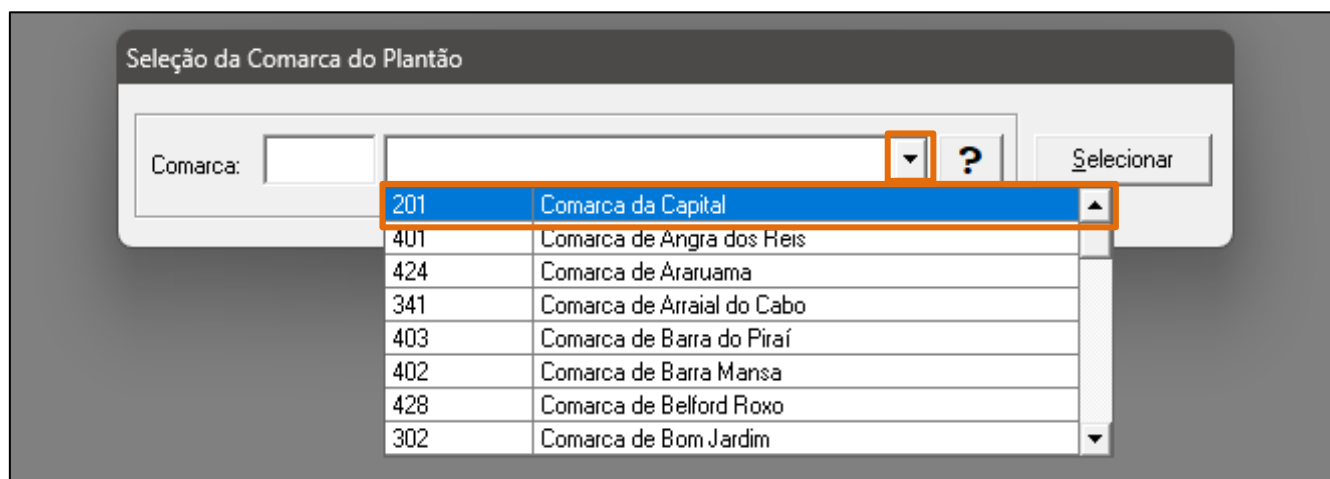 Seleção da Comarca do Plantão
Comarca: ? Selecionar
201 Comarca da Capital
401 Comarca de Angra dos Reis
424 Comarca de Araruama
341 Comarca de Arraial do Cabo
403 Comarca de Barra do Piraí
402 Comarca de Barra Mansa
428 Comarca de Belford Roxo
302 Comarca de Bom Jardim